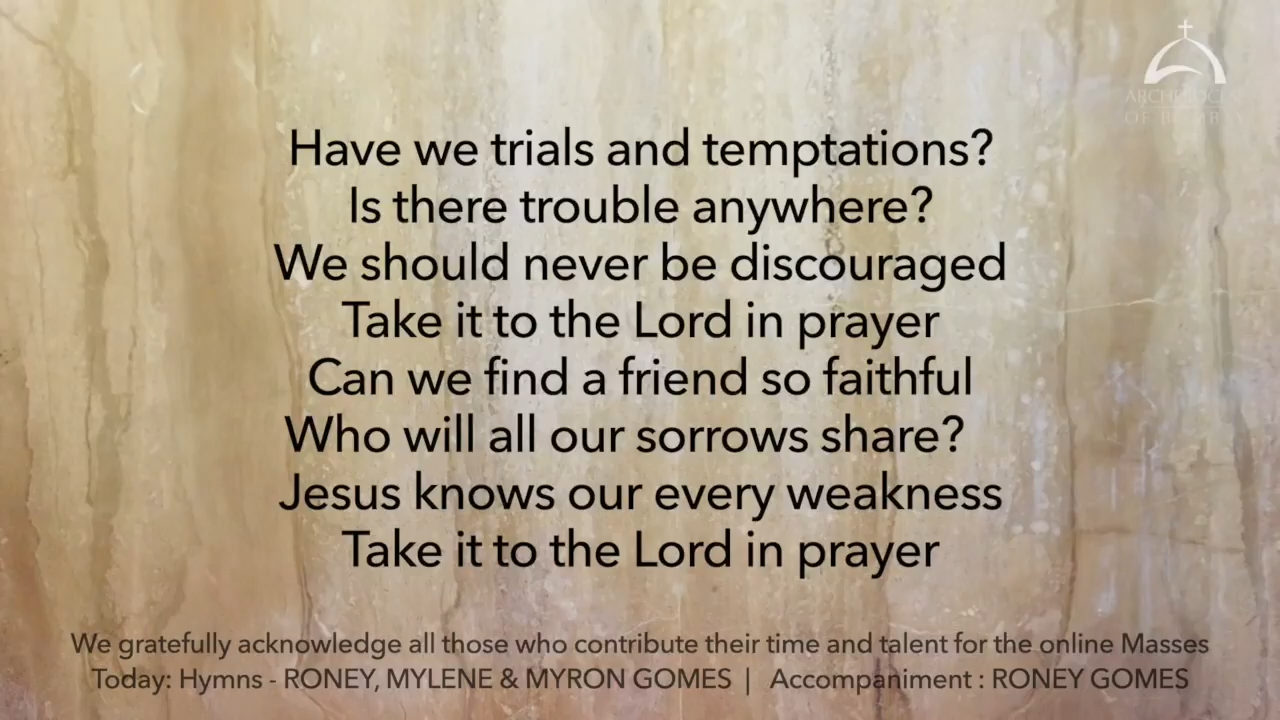 ARCHDIOCESE
OF BOMBAY
Have we trials and temptations?
Is there trouble anywhere?
We should never be discouraged
Take it to the Lord in prayer
Can we find a friend so faithful
Who will all our sorrows share?
Jesus knows our every weakness
Take it to the Lord in prayer
We gratefully acknowledge all those who contribute their time and talent for the online Masses
Today: Hymns - RONEY, MYLENE & MYRON GOMES | Accompaniment : RONEY GOMES